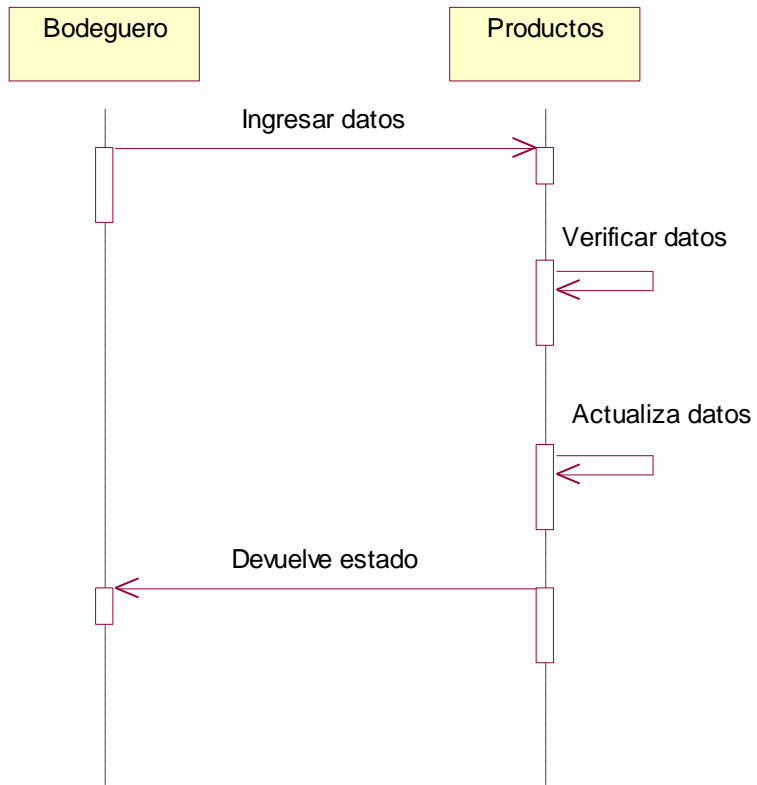 Bodeguero
Productos
Ingresar datos
Verificar datos
Actualiza datos
Devuelve estado